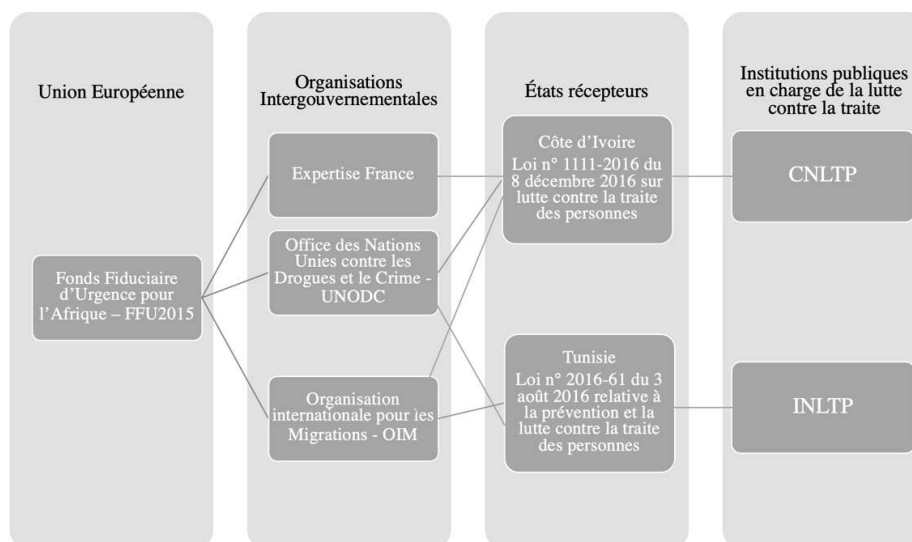 Union Européenne
Fonds Fiduciaire
d'Urgence pour
l'Afrique – FFU2015
Organisations
Intergouvernementales
Expertise France
Office des Nations
Unies contre les
Drogues et le Crime -
UNODC
Organisation
internationale pour les
Migrations - OIM
États récepteurs
Côte d'Ivoire
Loi n° 1111-2016 du
8 décembre 2016 sur
lutte contre la traite
des personnes
Tunisie
Loi n° 2016-61 du 3
août 2016 relative à
la prévention et la
lutte contre la traite
des personnes
Institutions publiques
en charge de la lutte
contre la traite
CNLTP
INLTP